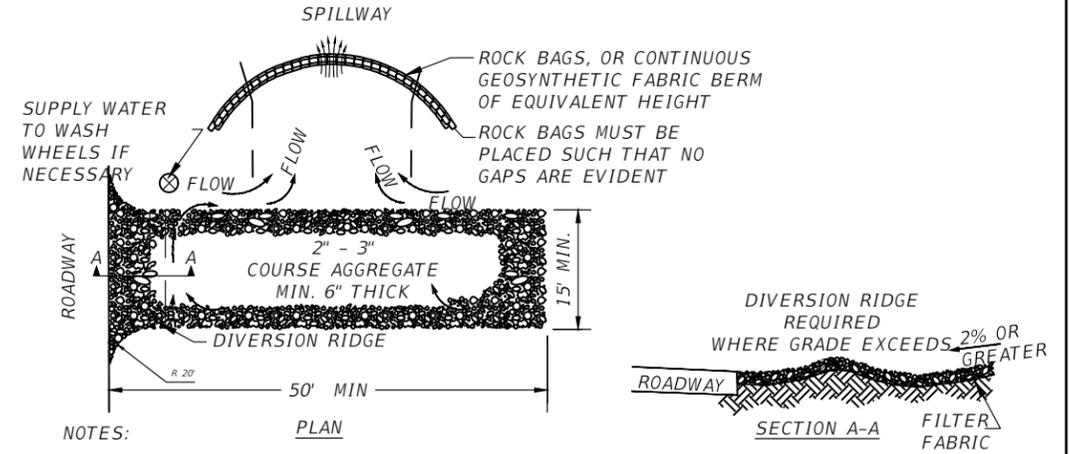 SPILLWAY
ROCK BAGS, OR CONTINUOUS
GEOSYNTHETIC FABRIC BERM
OF EQUIVALENT HEIGHT
SUPPLY WATER
TO WASH
WHEELS IF
NECESSARY
ROCK BAGS MUST BE
PLACED SUCH THAT NO
GAPS ARE EVIDENT
FLOW
FLOW
FLOW
FLOW
ROADWAY
A
A
2" - 3"
COURSE AGGREGATE
MIN. 6" THICK
15' MIN.
DIVERSION RIDGE
R 20'
50' MIN
NOTES:
PLAN
DIVERSION RIDGE
REQUIRED
WHERE GRADE EXCEEDS
2% OR
GREATER
ROADWAY
SECTION A-A
FILTER
FABRIC